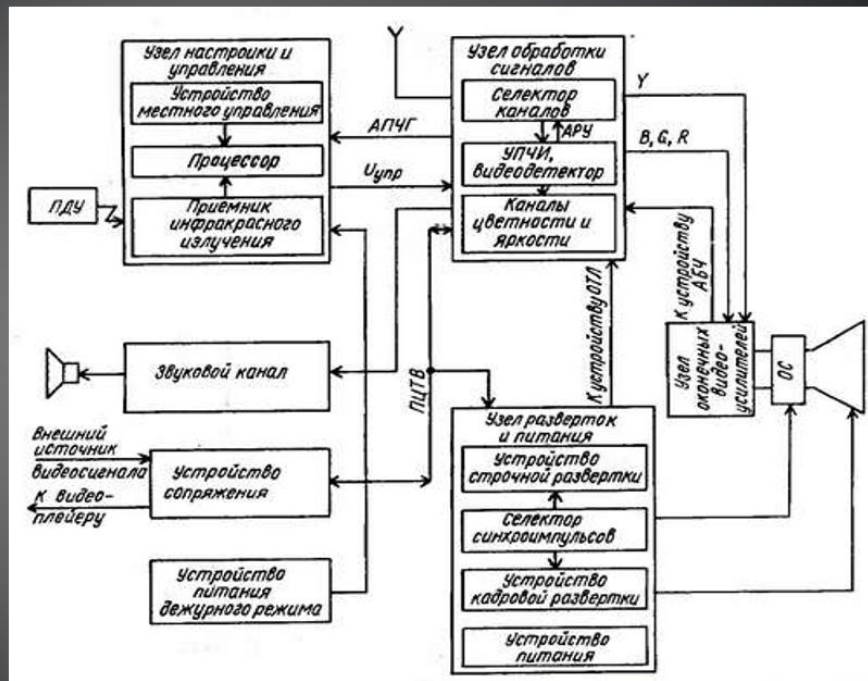 Узел настройки и
управления
Устройство
местного управления
Процессор
Приемник
инфракрасного
излучения
ПДУ
АПЧГ
Uупр
Узел обработки
сигналов
Селектор
каналов
АРУ
УПЧИ,
видеодетектор
Каналы
цветности и
яркости
Y
B, G, R
К устройству
АБЧ
К устройству ОТЛ
Узел
оконечных
видео-
усилителей
ОС
Звуковой канал
ПЦТВ
Внешний
источник
видеосигнала
К видео-
плейеру
Устройство
сопряжения
Устройство
питания
дежурного режима
Узел разверток
и питания
Устройство
строчной развертки
Селектор
синхроимпульсов
Устройство
кадровой развертки
Устройство
питания